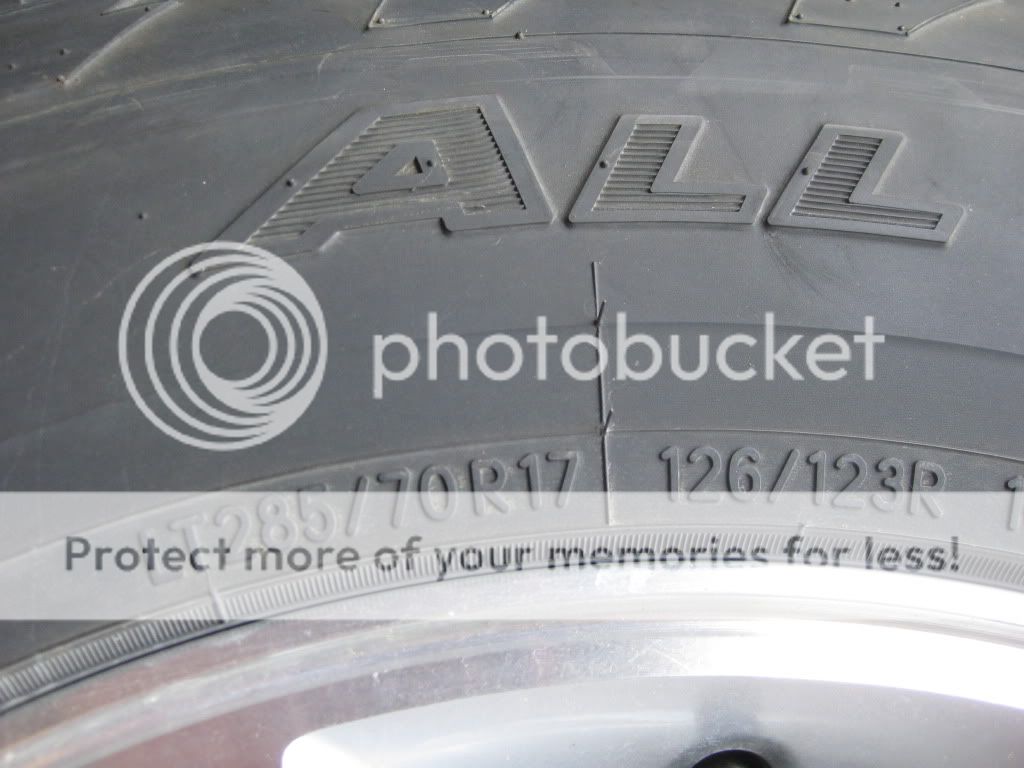 ALL
photobucket
LT285/70R17 126/123R
Protect more of your memories for less!